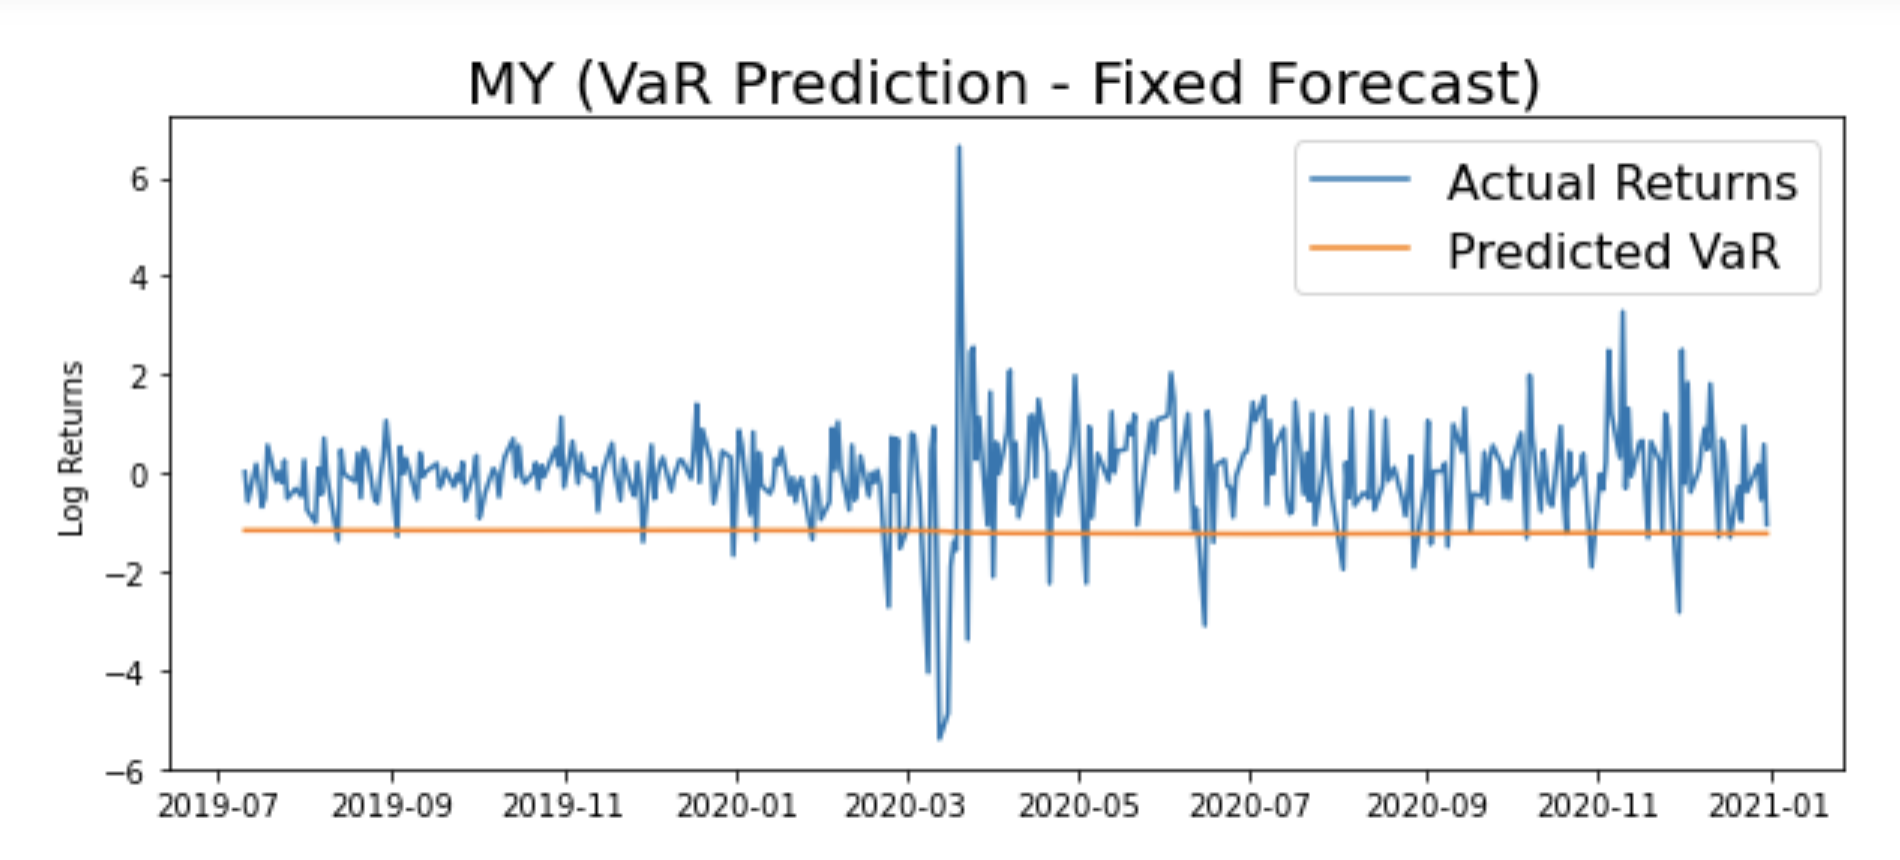 MY (VaR Prediction - Fixed Forecast)
Actual Returns
Predicted VaR
Log Returns
6
4
2
0
−2
−4
−6
2019-07 2019-09 2019-11 2020-01 2020-03 2020-05 2020-07 2020-09 2020-11 2021-01